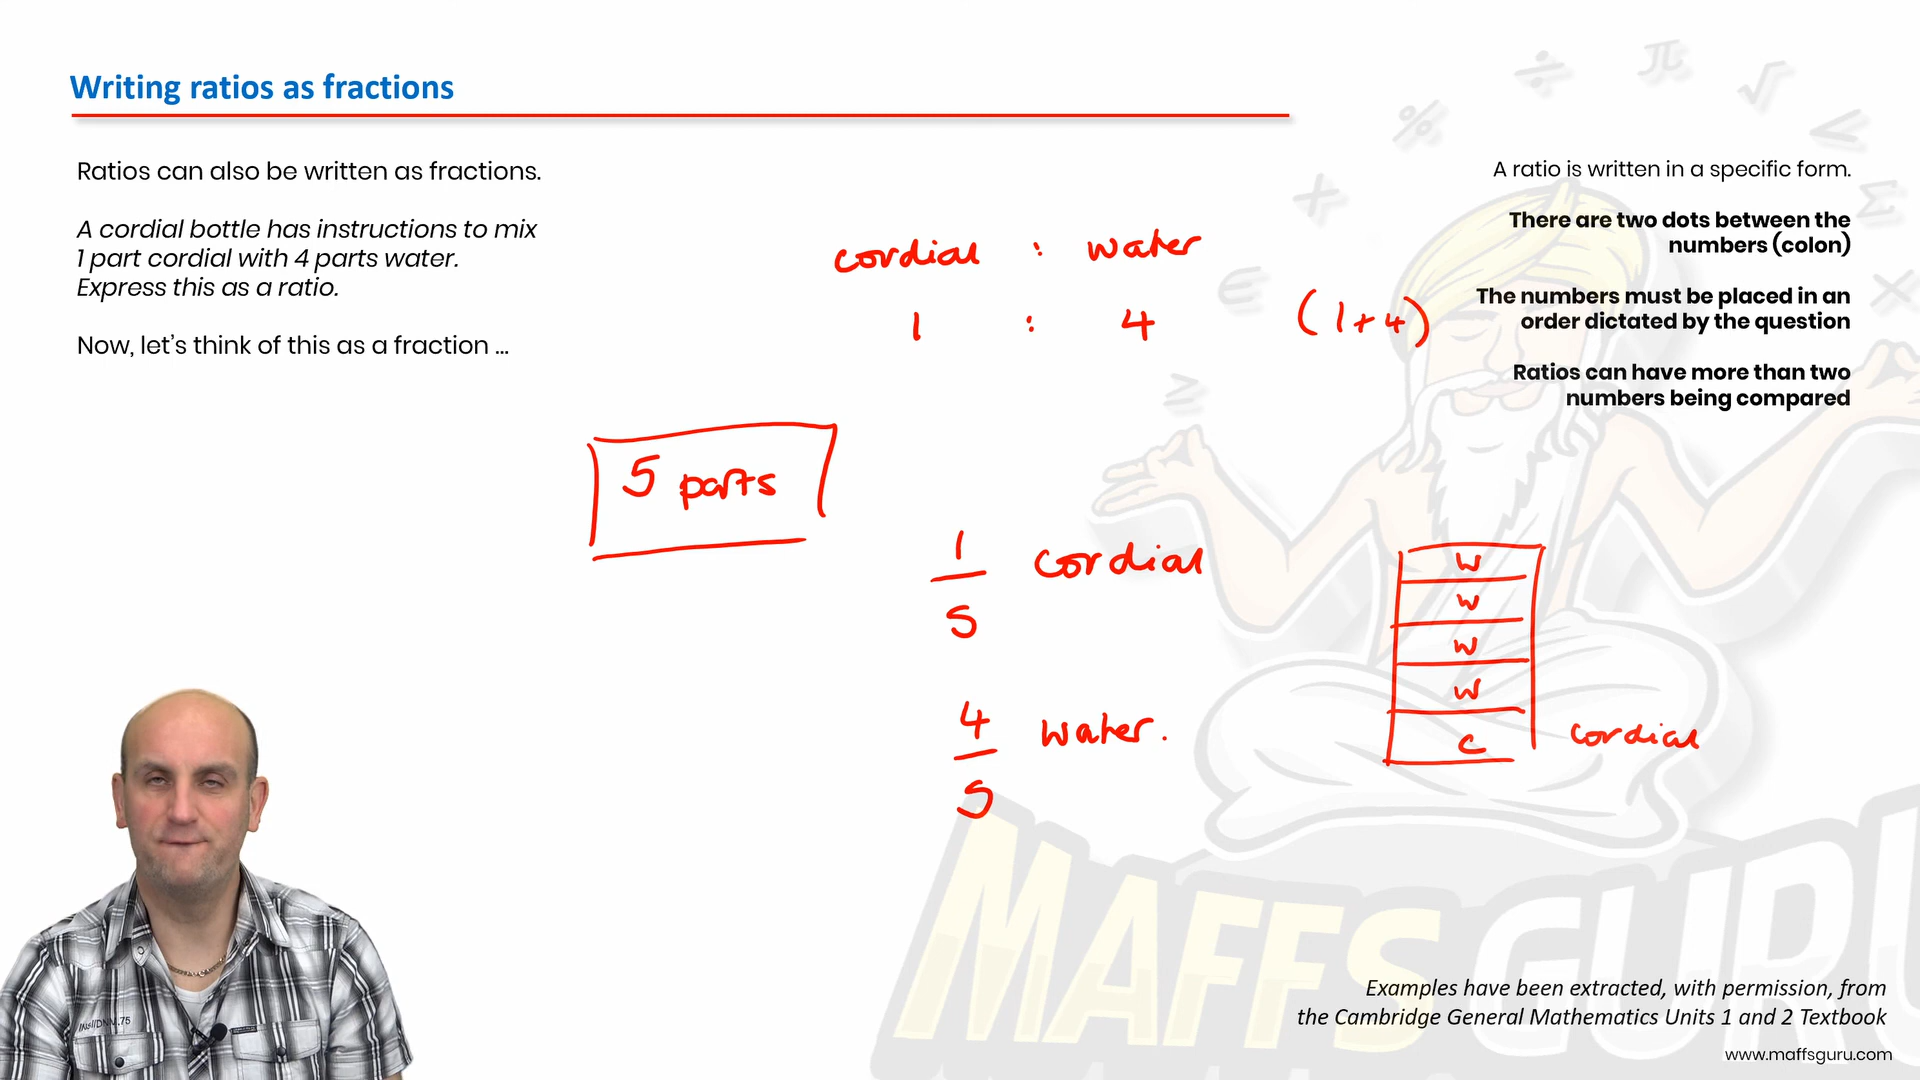 Writing ratios as fractions
Ratios can also be written as fractions.
A cordial bottle has instructions to mix
1 part cordial with 4 parts water.
Express this as a ratio.
Now, let's think of this as a fraction ...
cordial : water
1 : 4 (1+4)
5 parts
1/5 cordial
4/5 water.
W
W
W
W
C cordial
A ratio is written in a specific form.
There are two dots between the
numbers (colon)
The numbers must be placed in an
order dictated by the question
Ratios can have more than two
numbers being compared
÷ π √ % < + Σ ∈ × ≥
MAFFS GURU
Examples have been extracted, with permission, from
the Cambridge General Mathematics Units 1 and 2 Textbook
www.maffsguru.com